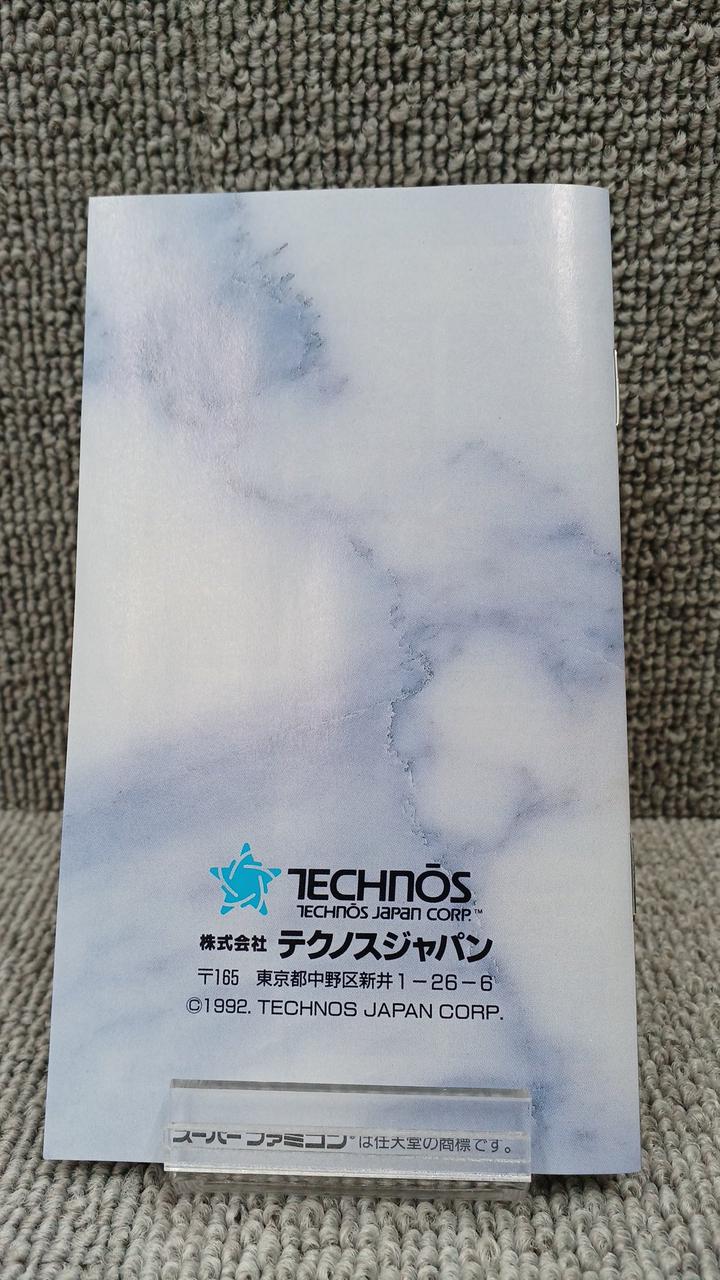 TECHNŌS
TECHNŌS JAPAN CORP.™
株式会社 テクノスジャパン
〒165 東京都中野区新井1-26-6
©1992. TECHNOS JAPAN CORP.
スーパーファミコン®は任天堂の商標です。